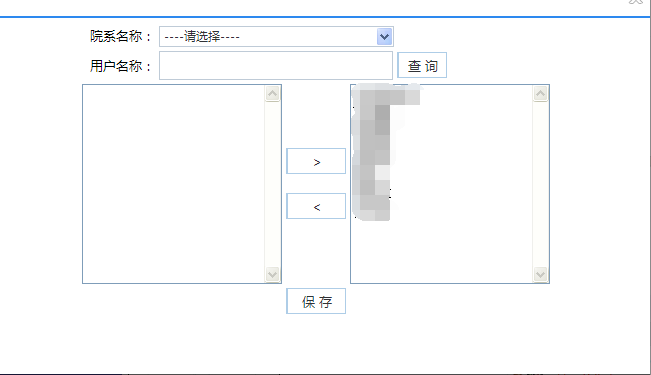 院系名称： ----请选择----
用户名称： 查 询
>
<
保 存